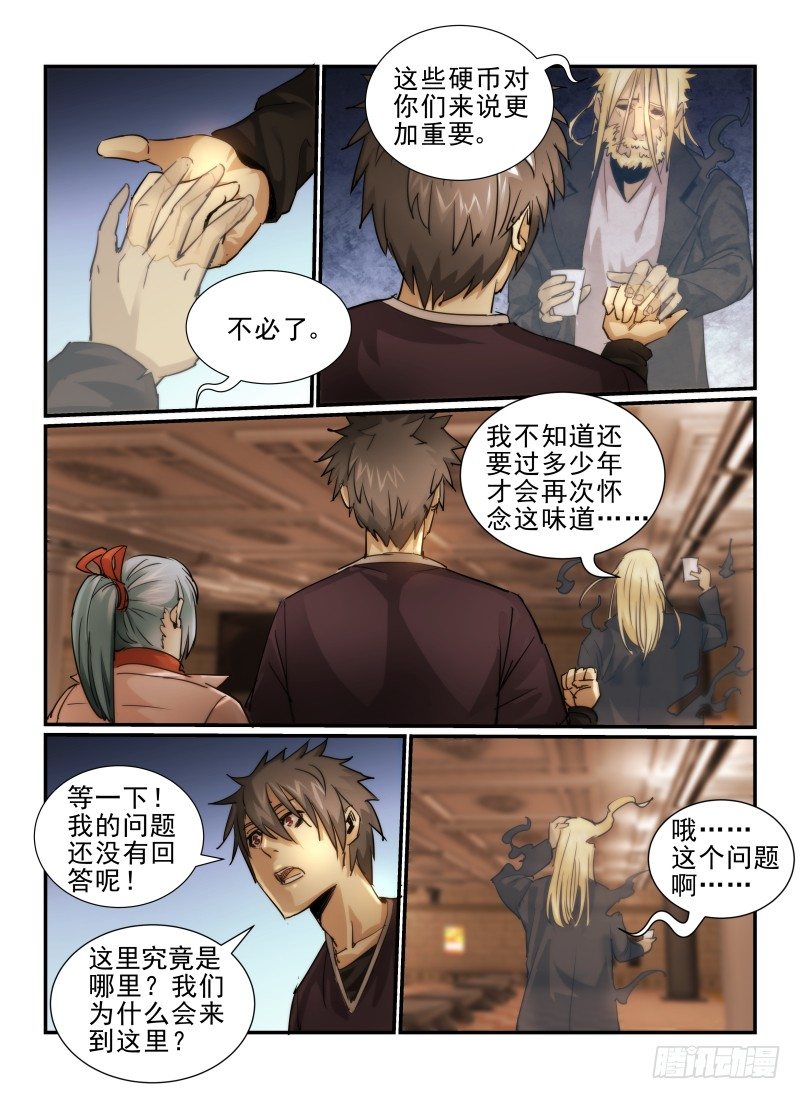 不必了。
这些硬币对
你们来说更
加重要。
我不知道还
要过多少年
才会再次怀
念这味道⋯⋯
等一下！
我的问题
还没有回
答呢！
这里究竟是
哪里？我们
为什么会来
到这里？
哦⋯⋯
这个问题
啊⋯⋯
腾讯动漫